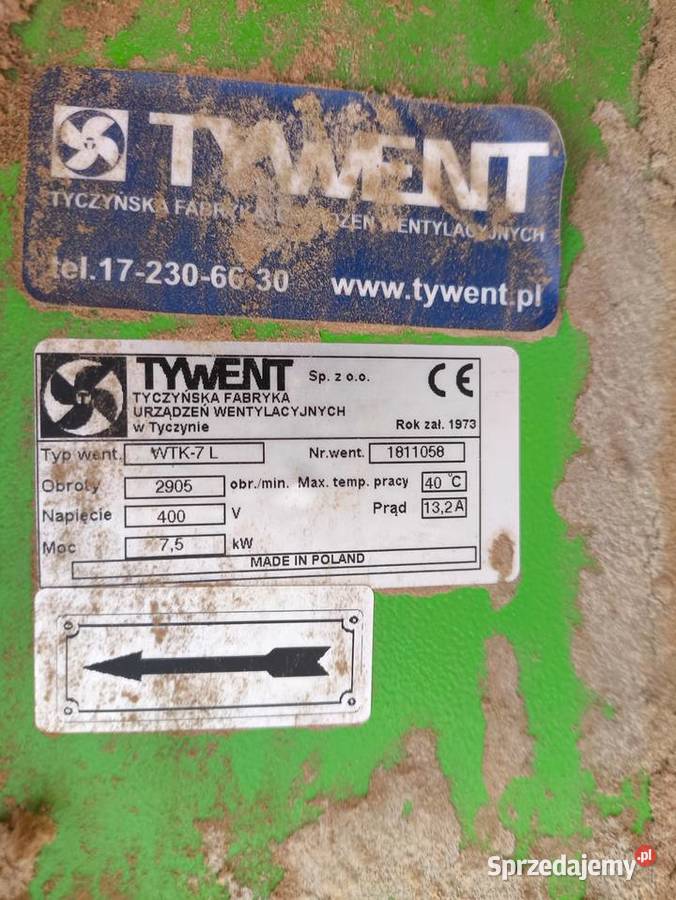 TYWENT
TYCZYŃSKA FABRYKA WENTYLACYJNYCH
tel.17-230-66 30 www.tywent.pl
TYWENT Sp. z o.o. CE
TYCZYŃSKA FABRYKA
URZĄDZEŃ WENTYLACYJNYCH
w Tyczynie Rok zał. 1973
Typ went. WTK-7 L Nr.went. 1811058
Obroty 2905 obr./min. Max. temp. pracy 40 °C
Napięcie 400 V Prąd 13,2 A
Moc 7,5 kW
MADE IN POLAND
Sprzedajemy.pl